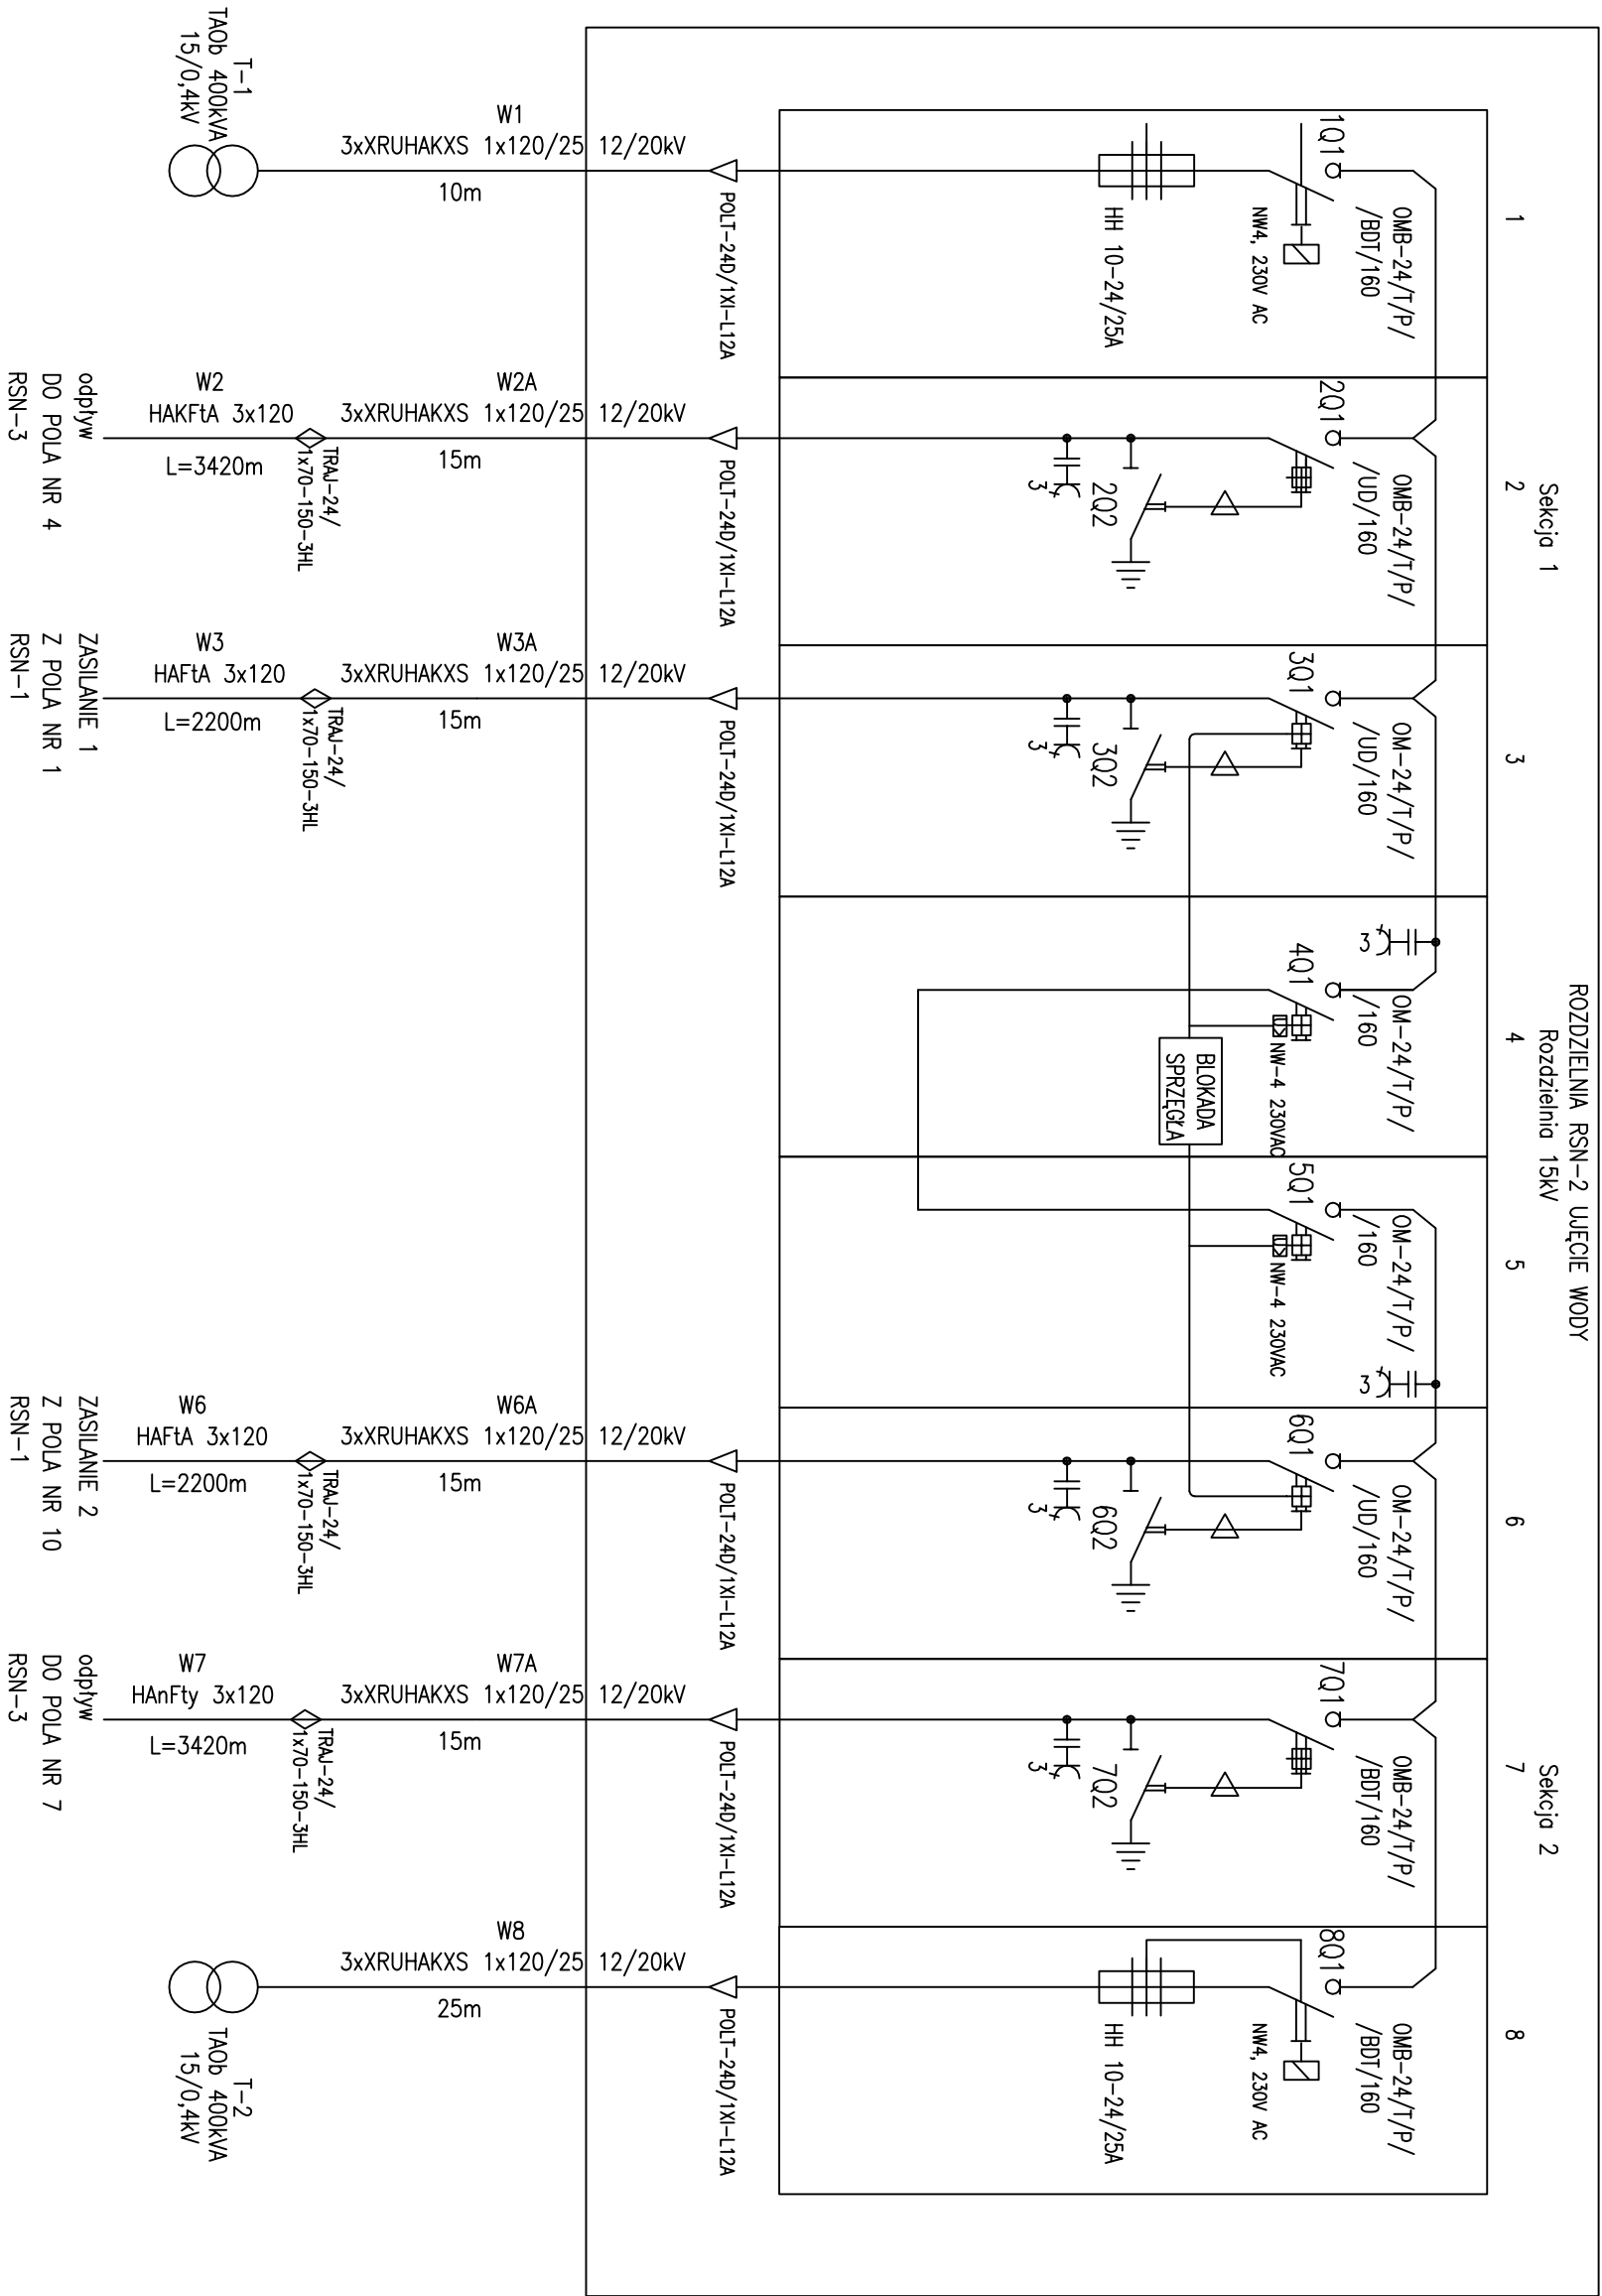 ROZDZIELNIA RSN-2 UJĘCIE WODY
Rozdzielnia 15kV
Sekcja 1
Sekcja 2
1
2
3
4
5
6
7
8
1Q1
OMB-24/T/P/
/BDT/160
NW4, 230V AC
HH 10-24/25A
POLT-24D/1XI-L12A
W1
3xXRUHAKXS 1x120/25 12/20kV
10m
T-1
TAOb 400kVA
15/0,4kV
2Q1
OMB-24/T/P/
/UD/160
2Q2
3
POLT-24D/1XI-L12A
W2A
3xXRUHAKXS 1x120/25 12/20kV
15m
TRAJ-24/
1x70-150-3HL
W2
HAKFtA 3x120
L=3420m
odpływ
DO POLA NR 4
RSN-3
3Q1
OM-24/T/P/
/UD/160
3Q2
3
POLT-24D/1XI-L12A
W3A
3xXRUHAKXS 1x120/25 12/20kV
15m
TRAJ-24/
1x70-150-3HL
W3
HAFtA 3x120
L=2200m
ZASILANIE 1
Z POLA NR 1
RSN-1
3
4Q1
OM-24/T/P/
/160
NW-4 230VAC
BLOKADA
SPRZĘGŁA
5Q1
OM-24/T/P/
/160
NW-4 230VAC
3
6Q1
OM-24/T/P/
/UD/160
6Q2
3
POLT-24D/1XI-L12A
W6A
3xXRUHAKXS 1x120/25 12/20kV
15m
TRAJ-24/
1x70-150-3HL
W6
HAFtA 3x120
L=2200m
ZASILANIE 2
Z POLA NR 10
RSN-1
7Q1
OMB-24/T/P/
/BDT/160
7Q2
3
POLT-24D/1XI-L12A
W7A
3xXRUHAKXS 1x120/25 12/20kV
15m
TRAJ-24/
1x70-150-3HL
W7
HAnFty 3x120
L=3420m
odpływ
DO POLA NR 7
RSN-3
8Q1
OMB-24/T/P/
/BDT/160
NW4, 230V AC
HH 10-24/25A
POLT-24D/1XI-L12A
W8
3xXRUHAKXS 1x120/25 12/20kV
25m
T-2
TAOb 400kVA
15/0,4kV